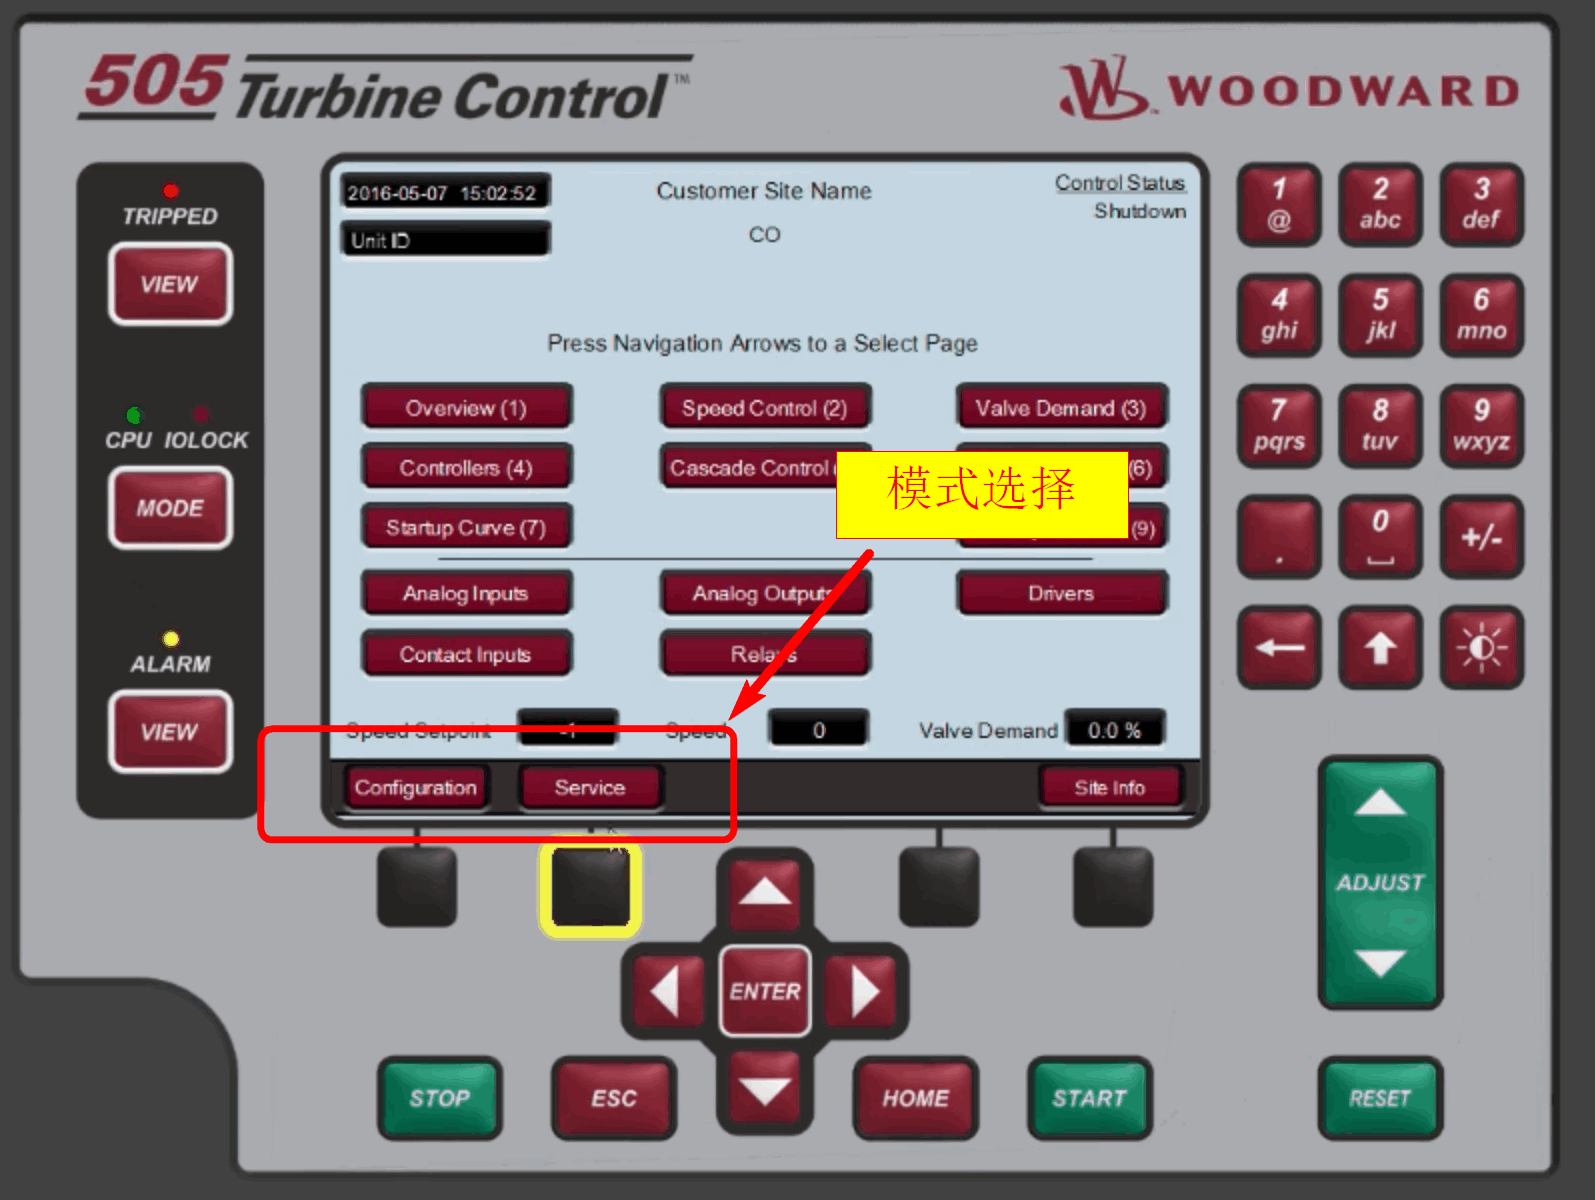 505 Turbine Control™
WOODWARD
TRIPPED
VIEW
CPU IOLOCK
MODE
ALARM
VIEW
2016-05-07 15:02:52
Customer Site Name
Control Status
Shutdown
Unit ID
CO
Press Navigation Arrows to a Select Page
Overview (1)
Speed Control (2)
Valve Demand (3)
Controllers (4)
Cascade Control
(6)
模式选择
Startup Curve (7)
(9)
Analog Inputs
Analog Outputs
Drivers
Contact Inputs
Relays
Speed Setpoint
-1
Speed
0
Valve Demand
0.0 %
Configuration
Service
Site Info
1
@
2
abc
3
def
4
ghi
5
jkl
6
mno
7
pqrs
8
tuv
9
wxyz
.
0
+/-
ADJUST
ENTER
STOP
ESC
HOME
START
RESET